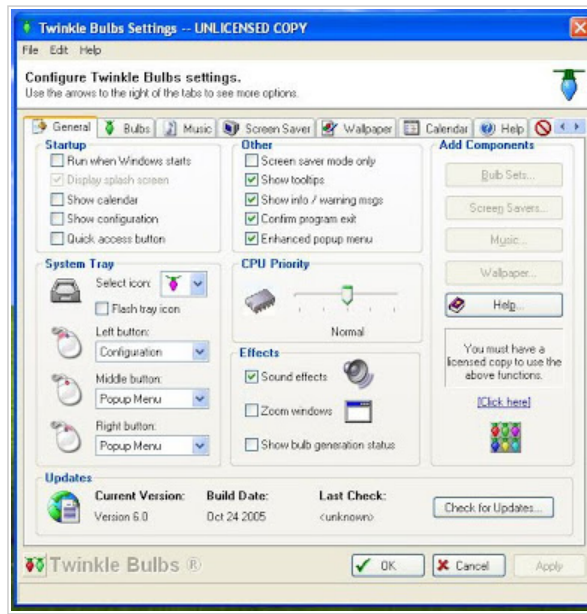 Twinkle Bulbs Settings -- UNLICENSED COPY
File Edit Help
Configure Twinkle Bulbs settings.
Use the arrows to the right of the tabs to see more options.
General Bulbs Music Screen Saver Wallpaper Calendar Help
Startup
Run when Windows starts
Display splash screen
Show calendar
Show configuration
Quick access button
Other
Screen saver mode only
Show tooltips
Show info / warning msgs
Confirm program exit
Enhanced popup menu
Add Components
Bulb Sets...
Screen Savers...
Music...
Wallpaper...
Help...
You must have a
licensed copy to use the
above functions.
[Click here]
System Tray
Select icon:
Flash tray icon
Left button:
Configuration
Middle button:
Popup Menu
Right button:
Popup Menu
CPU Priority
Normal
Effects
Sound effects
Zoom windows
Show bulb generation status
Updates
Current Version: Build Date: Last Check:
Version 6.0 Oct 24 2005 <unknown>
Check for Updates...
Twinkle Bulbs ®
OK Cancel Apply